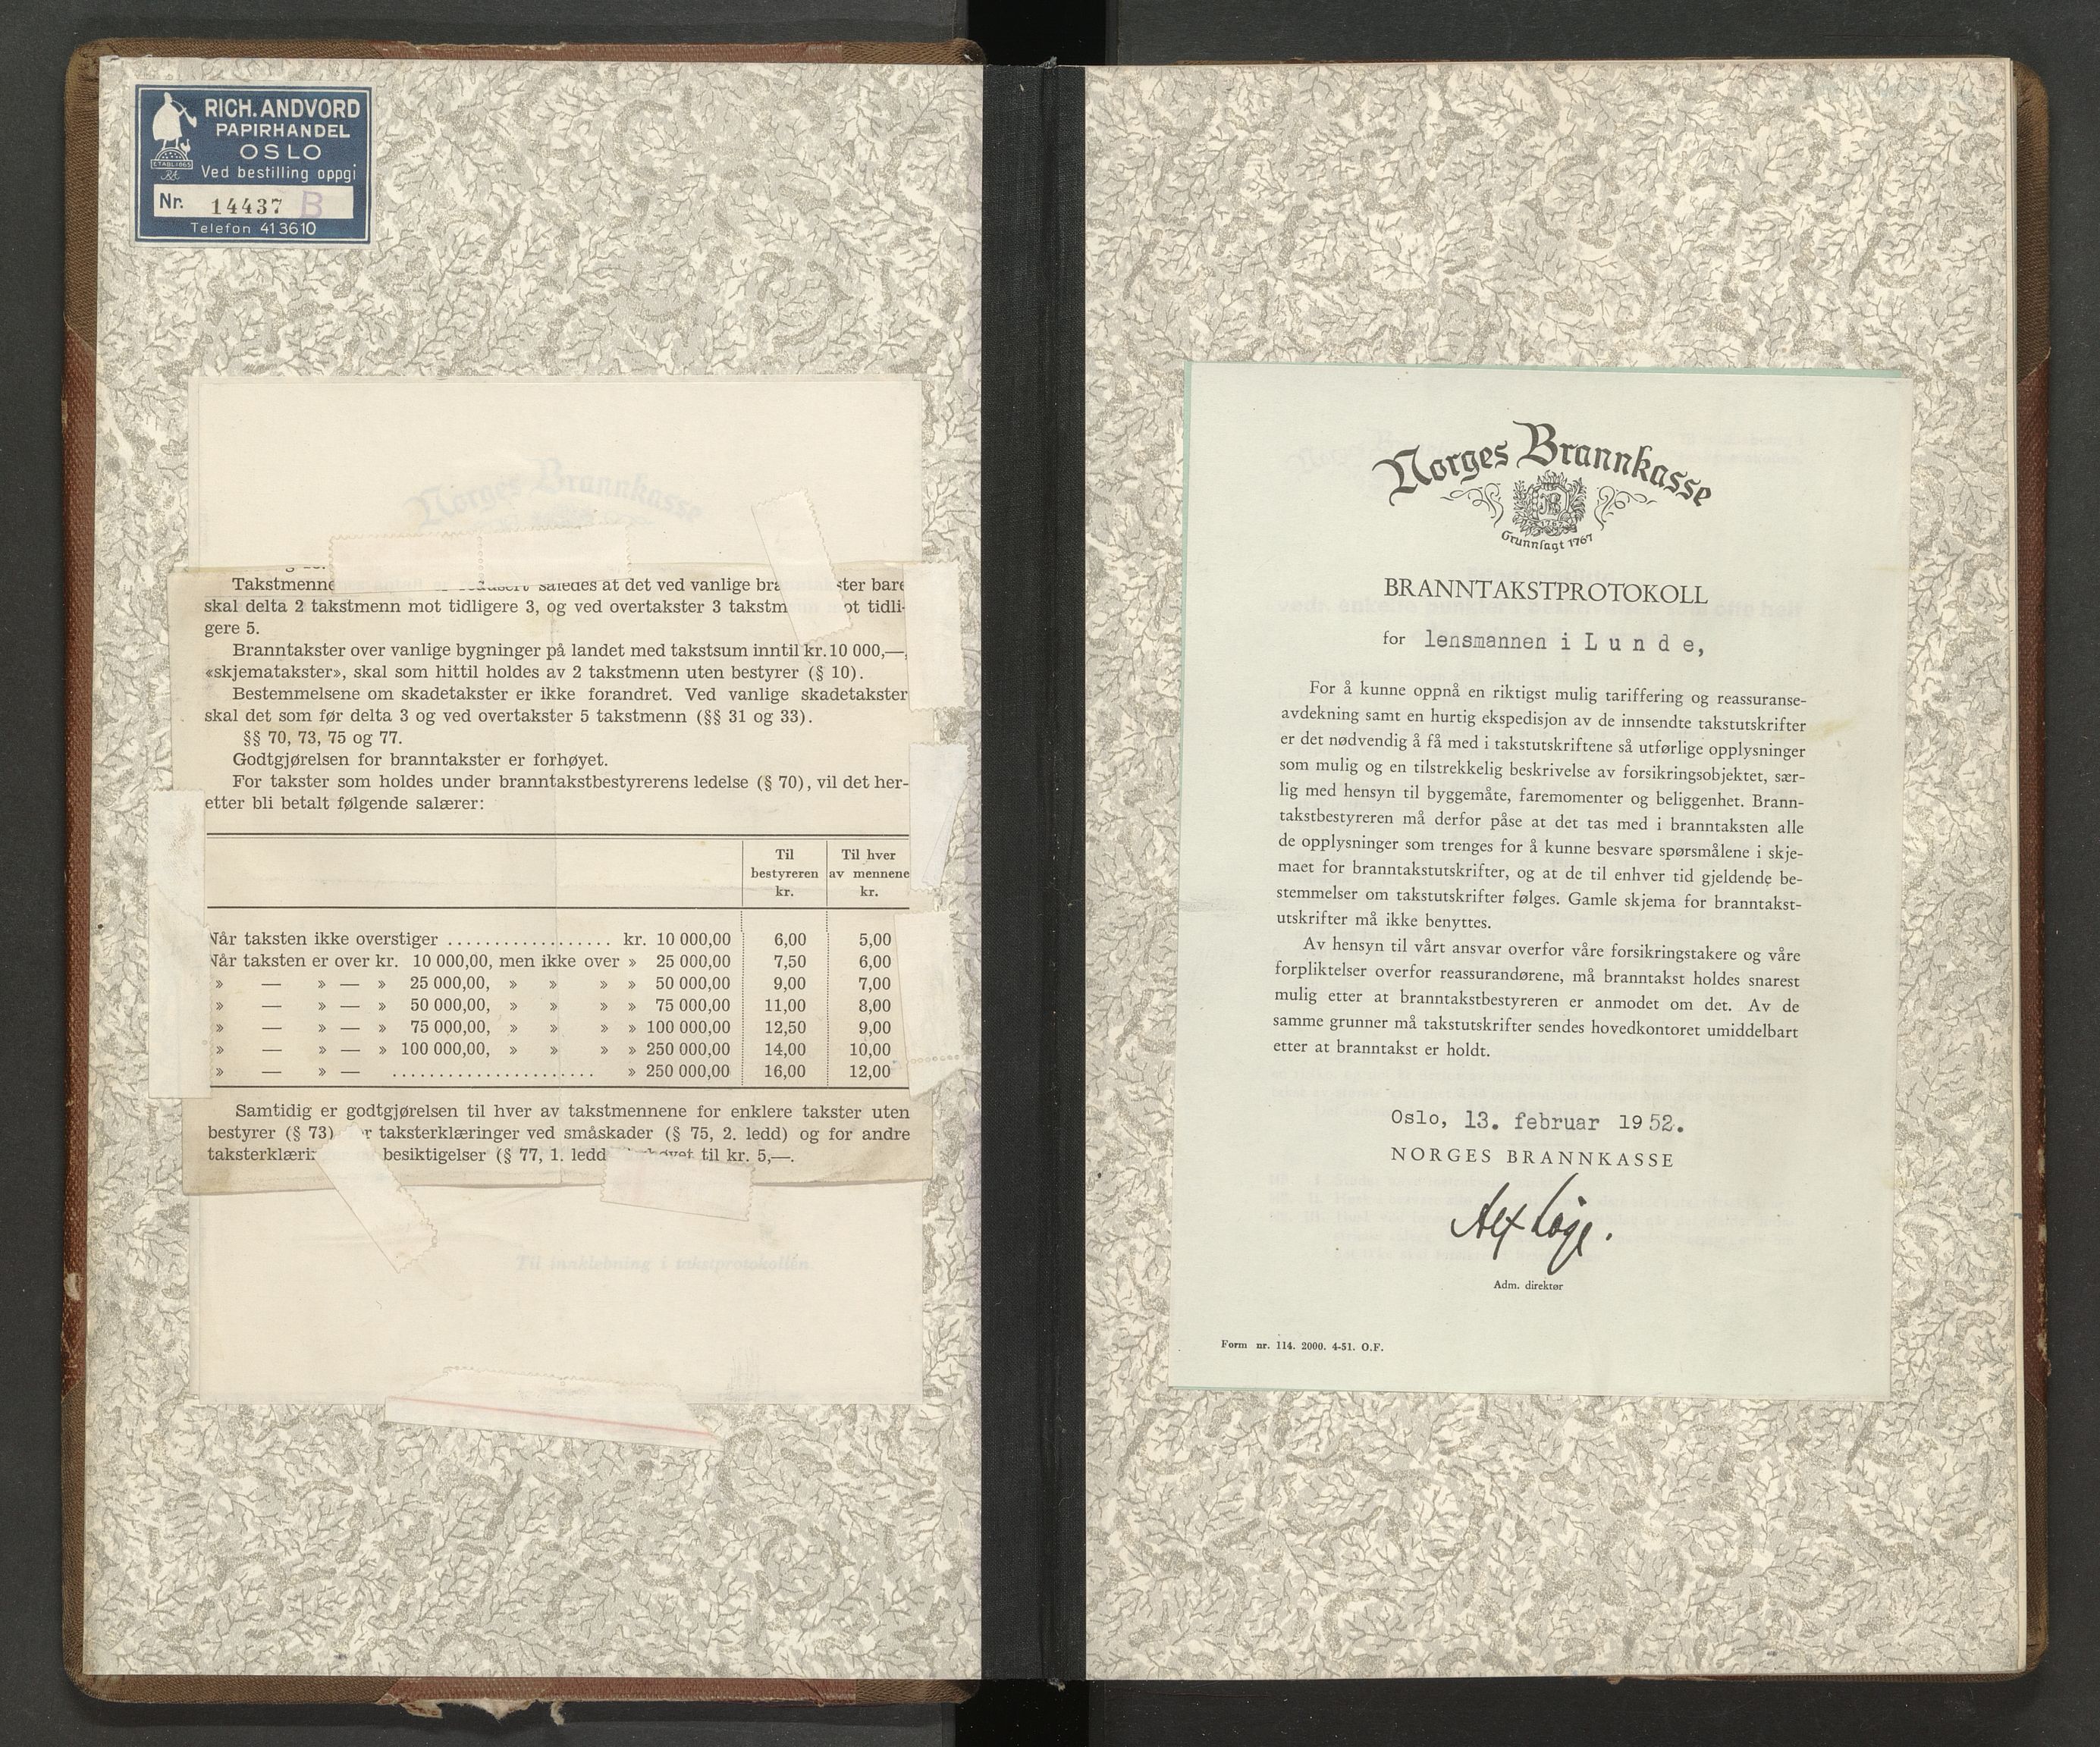 RICH. ANDVORD
PAPIRHANDEL
OSLO
ETABL. 1865
RA
Ved bestilling oppgi
Nr. 14437 B
Telefon 413610
Norges Brannkasse
Takstmenne således at det ved vanlige bra ster bare
skal delta 2 takstmenn mot tidligere 3, og ved overtakster 3 takstm ot tidli-
gere 5.
Branntakster over vanlige bygninger på landet med takstsum inntil kr. 10 000,—,
«skjematakster», skal som hittil holdes av 2 takstmenn uten bestyrer (§ 10).
Bestemmelsene om skadetakster er ikke forandret. Ved vanlige skadetakster
skal det som før delta 3 og ved overtakster 5 takstmenn (§§ 31 og 33).
§§ 70, 73, 75 og 77.
Godtgjørelsen for branntakster er forhøyet.
For takster som holdes under branntakstbestyrerens ledelse (§ 70), vil det her-
etter bli betalt følgende salærer:
Til bestyreren kr. Til hver av mennene kr.
Når taksten ikke overstiger .................. kr. 10 000,00 6,00 5,00
Når taksten er over kr. 10 000,00, men ikke over » 25 000,00 7,50 6,00
» — » — » 25 000,00, » » » » 50 000,00 9,00 7,00
» — » — » 50 000,00, » » » » 75 000,00 11,00 8,00
» — » — » 75 000,00, » » » » 100 000,00 12,50 9,00
» — » — » 100 000,00, » » » » 250 000,00 14,00 10,00
» — » — ...................... » 250 000,00 16,00 12,00
Samtidig er godtgjørelsen til hver av takstmennene for enklere takster uten
bestyrer (§ 73) r taksterklæringer ved småskader (§ 75, 2. ledd) og for andre
taksterklæri besiktigelser (§ 77, 1. ledd til kr. 5,—.
Til innklebning i takstprotokollen.
Norges Brannkasse
Grunnlagt 1767
BRANNTAKSTPROTOKOLL
for lensmannen i L u n d e,
For å kunne oppnå en riktigst mulig tariffering og reassuranse-
avdekning samt en hurtig ekspedisjon av de innsendte takstutskrifter
er det nødvendig å få med i takstutskriftene så utførlige opplysninger
som mulig og en tilstrekkelig beskrivelse av forsikringsobjektet, sær-
lig med hensyn til byggemåte, faremomenter og beliggenhet. Brann-
takstbestyreren må derfor påse at det tas med i branntaksten alle
de opplysninger som trenges for å kunne besvare spørsmålene i skje-
maet for branntakstutskrifter, og at de til enhver tid gjeldende be-
stemmelser om takstutskrifter følges. Gamle skjema for branntakst-
utskrifter må ikke benyttes.
Av hensyn til vårt ansvar overfor våre forsikringstakere og våre
forpliktelser overfor reassurandørene, må branntakst holdes snarest
mulig etter at branntakstbestyreren er anmodet om det. Av de
samme grunner må takstutskrifter sendes hovedkontoret umiddelbart
etter at branntakst er holdt.
Oslo, 13. februar 1952.
NORGES BRANNKASSE
Adm. direktør
Form nr. 114. 2000. 4-51. O.F.